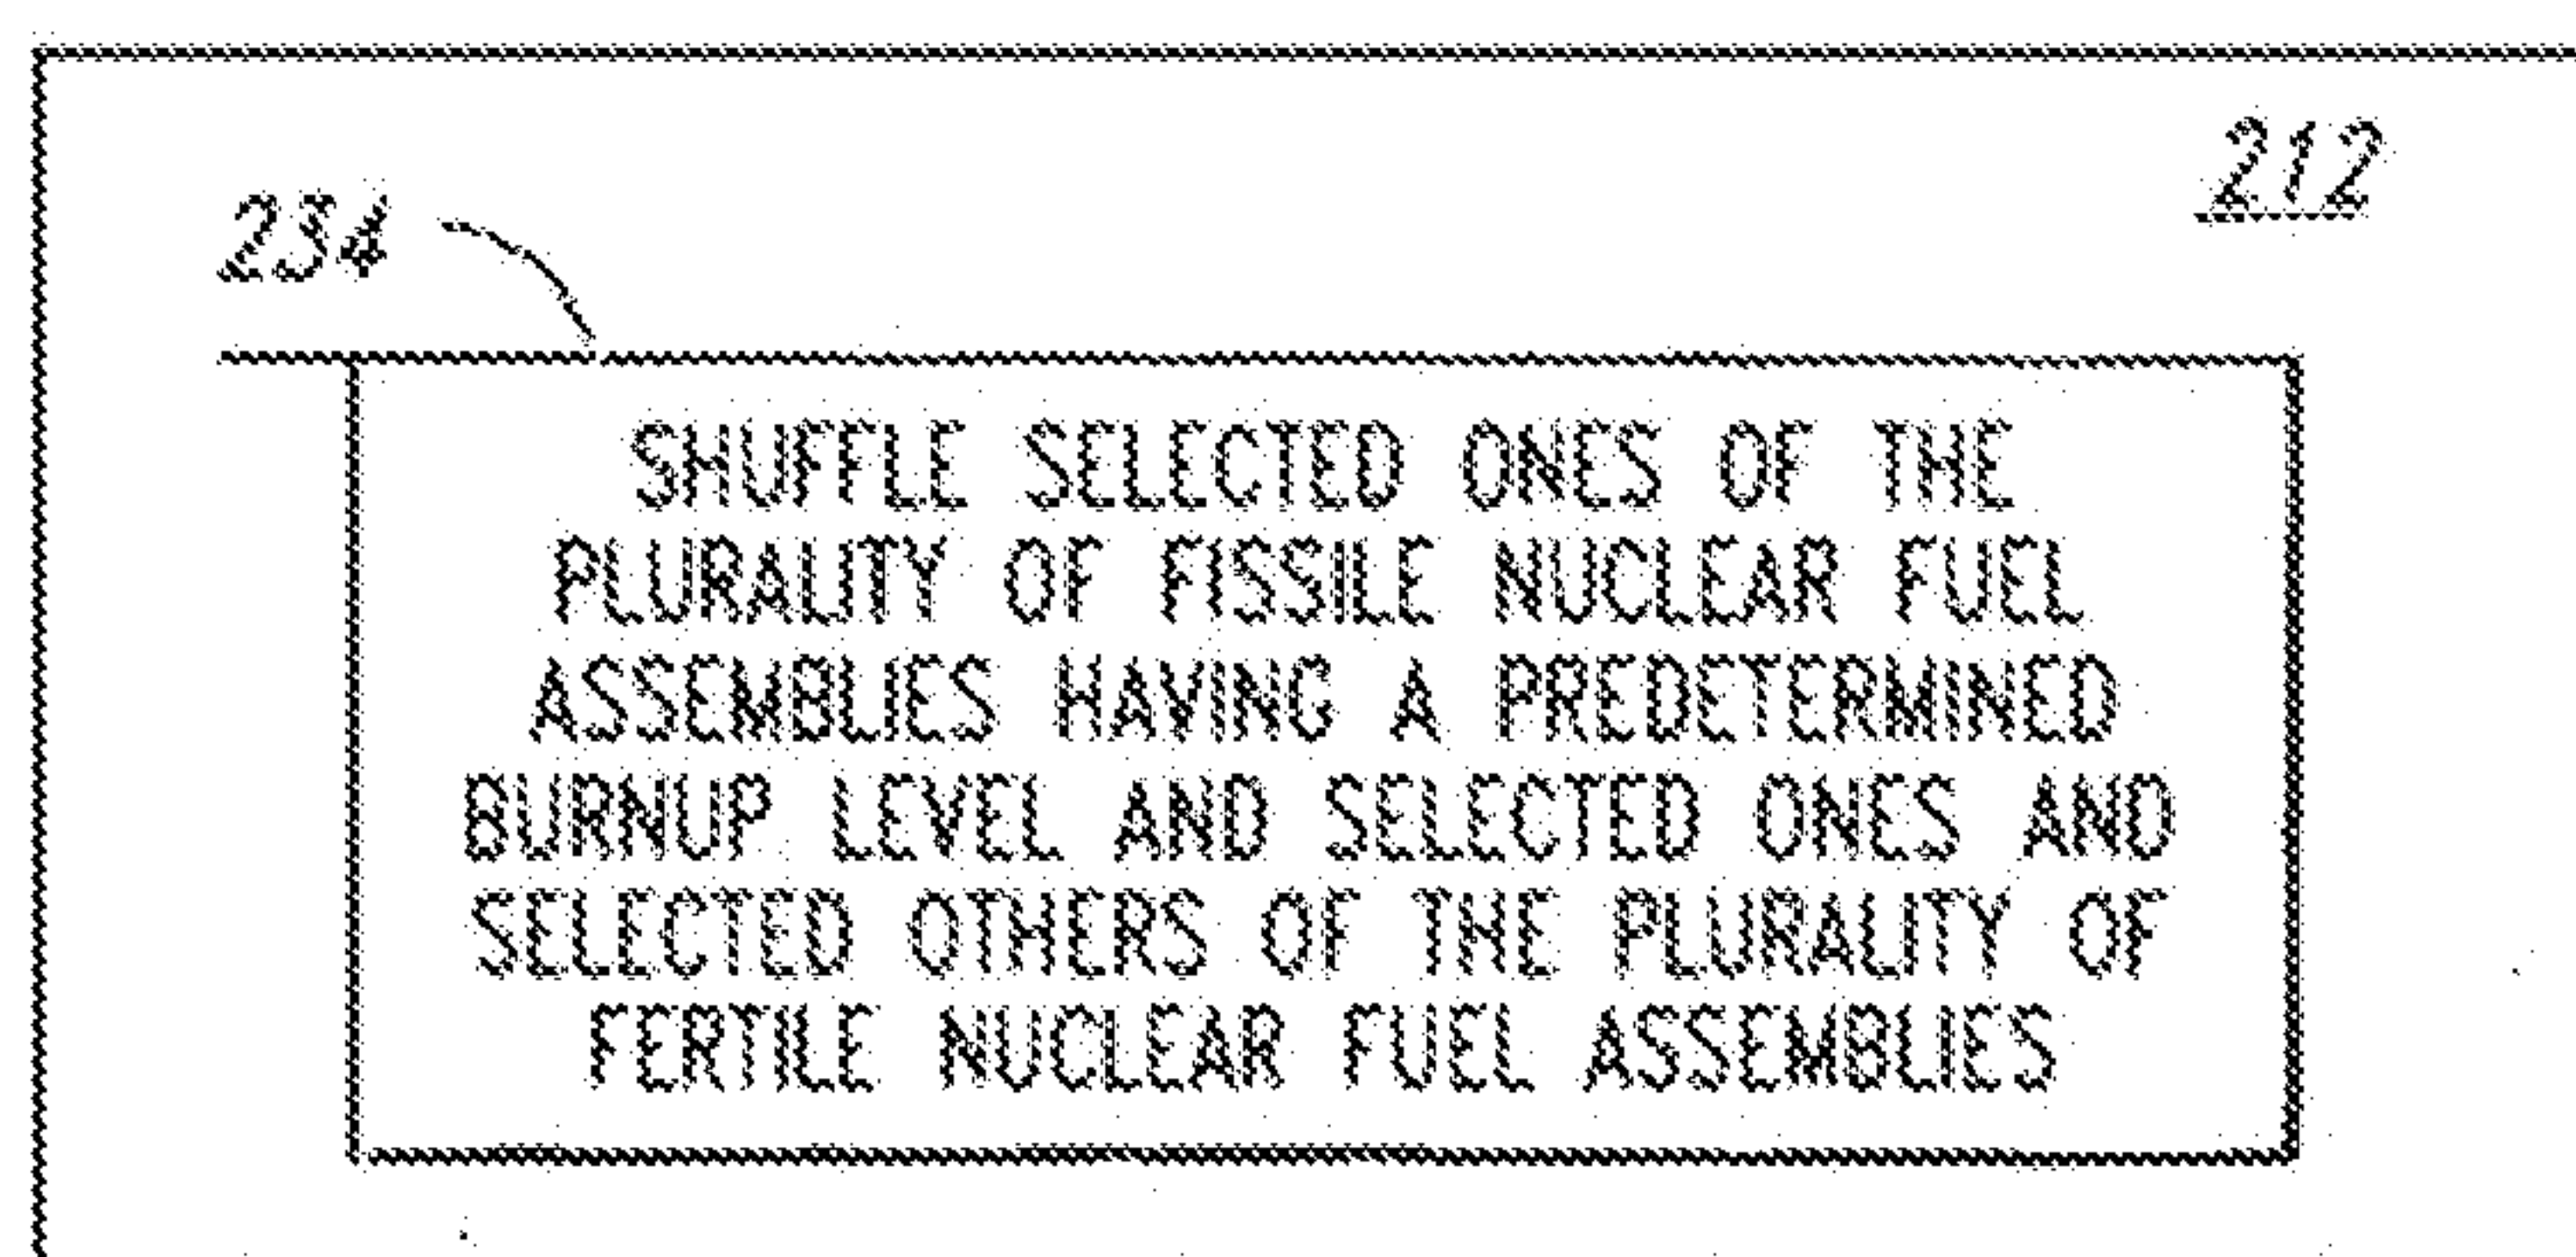 212
234
SHUFFLE SELECTED ONES OF THE
PLURALITY OF FISSILE NUCLEAR FUEL
ASSEMBLIES HAVING A PREDETERMINED
BURNUP LEVEL AND SELECTED ONES AND
SELECTED OTHERS OF THE PLURALITY OF
FERTILE NUCLEAR FUEL ASSEMBLIES